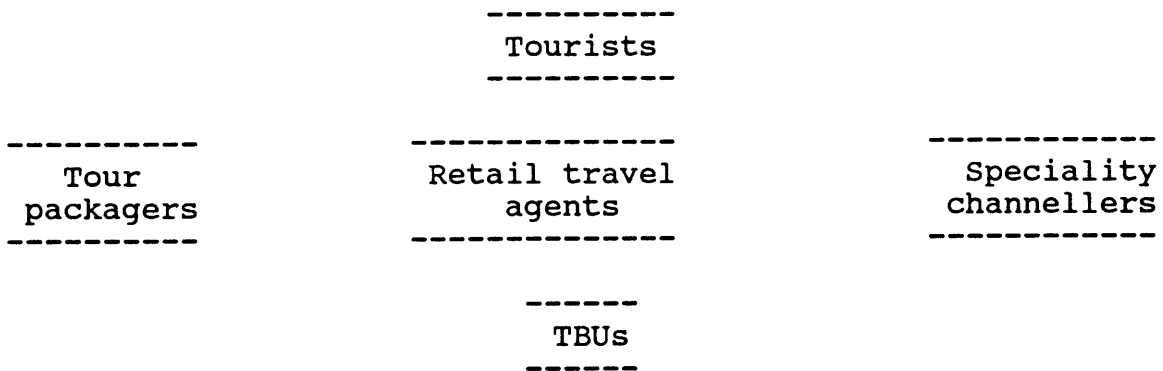 Tourists
Tour
packagers
Retail travel
agents
Speciality
channellers
TBUs